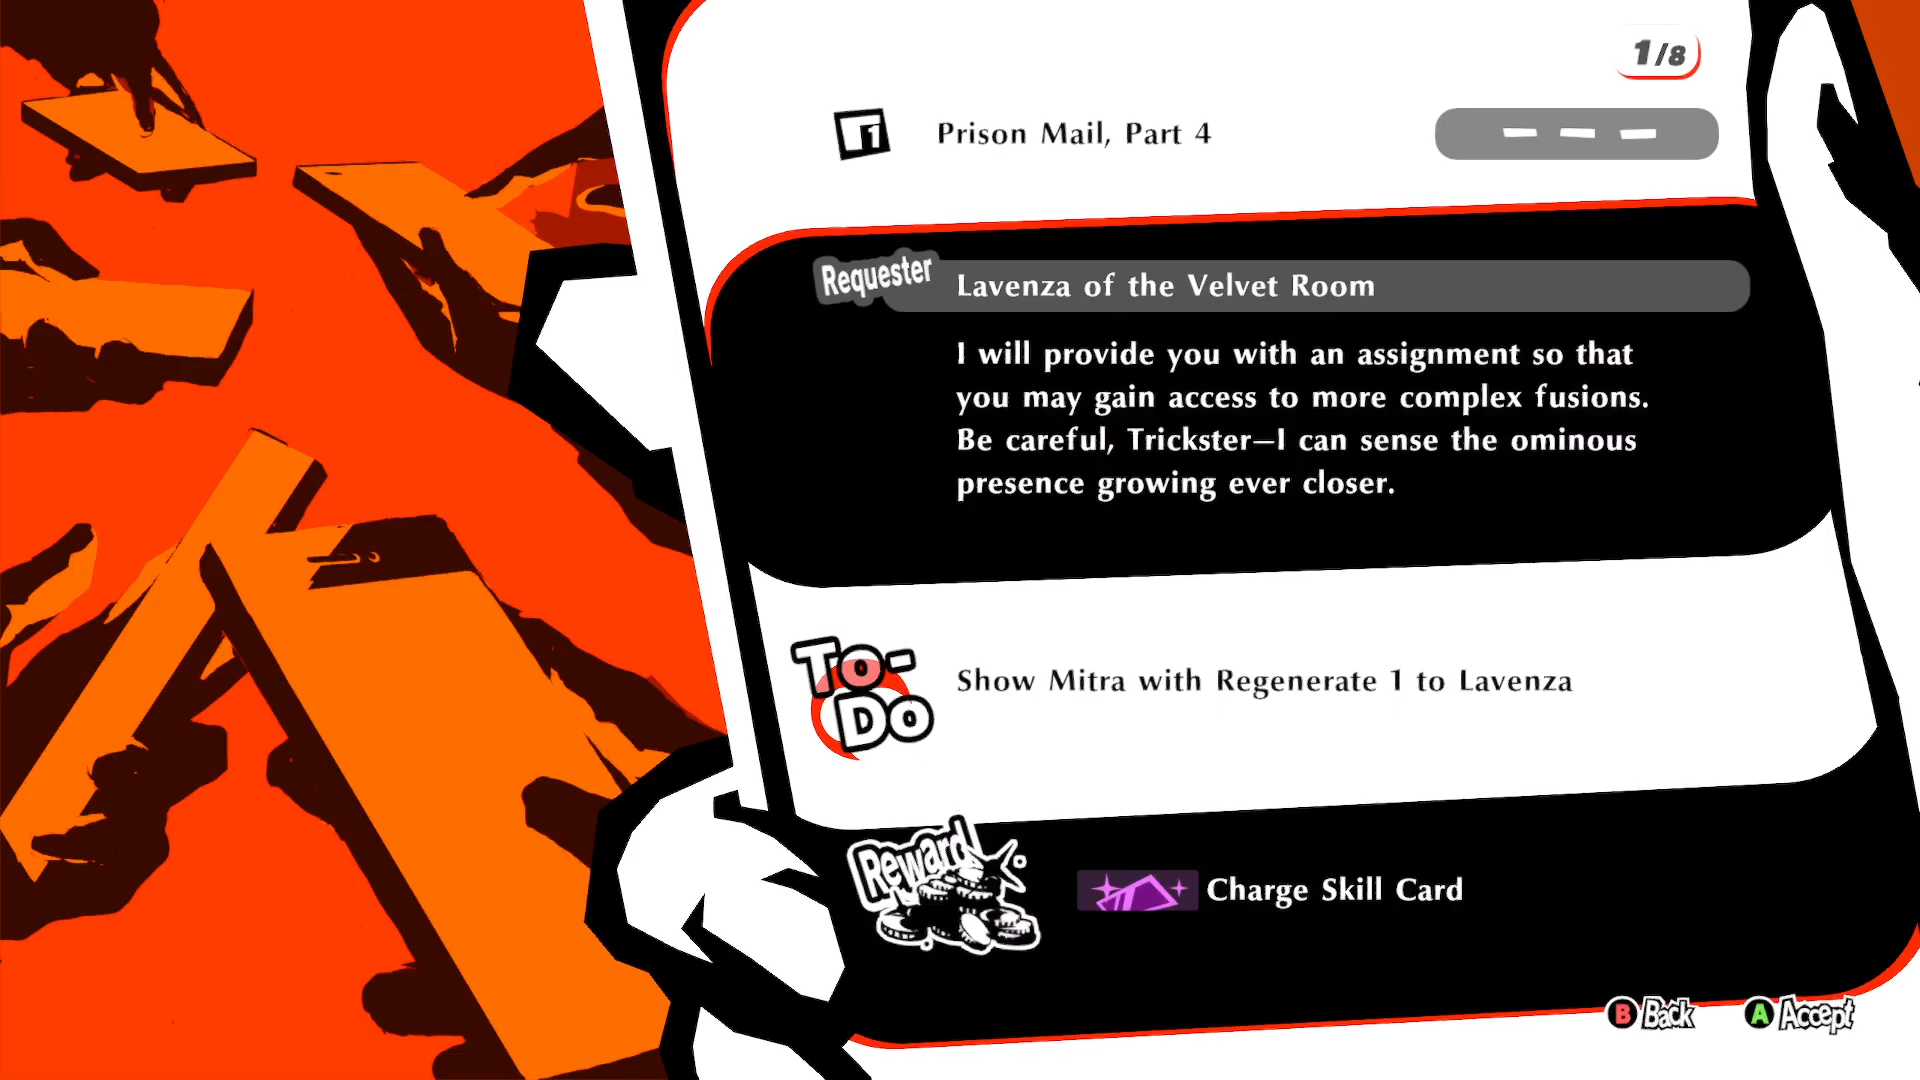 1/8
Prison Mail, Part 4
Requester
Lavenza of the Velvet Room
I will provide you with an assignment so that
you may gain access to more complex fusions.
Be careful, Trickster—I can sense the ominous
presence growing ever closer.
To-
Do
Show Mitra with Regenerate 1 to Lavenza
Reward
Charge Skill Card
B Back
A Accept